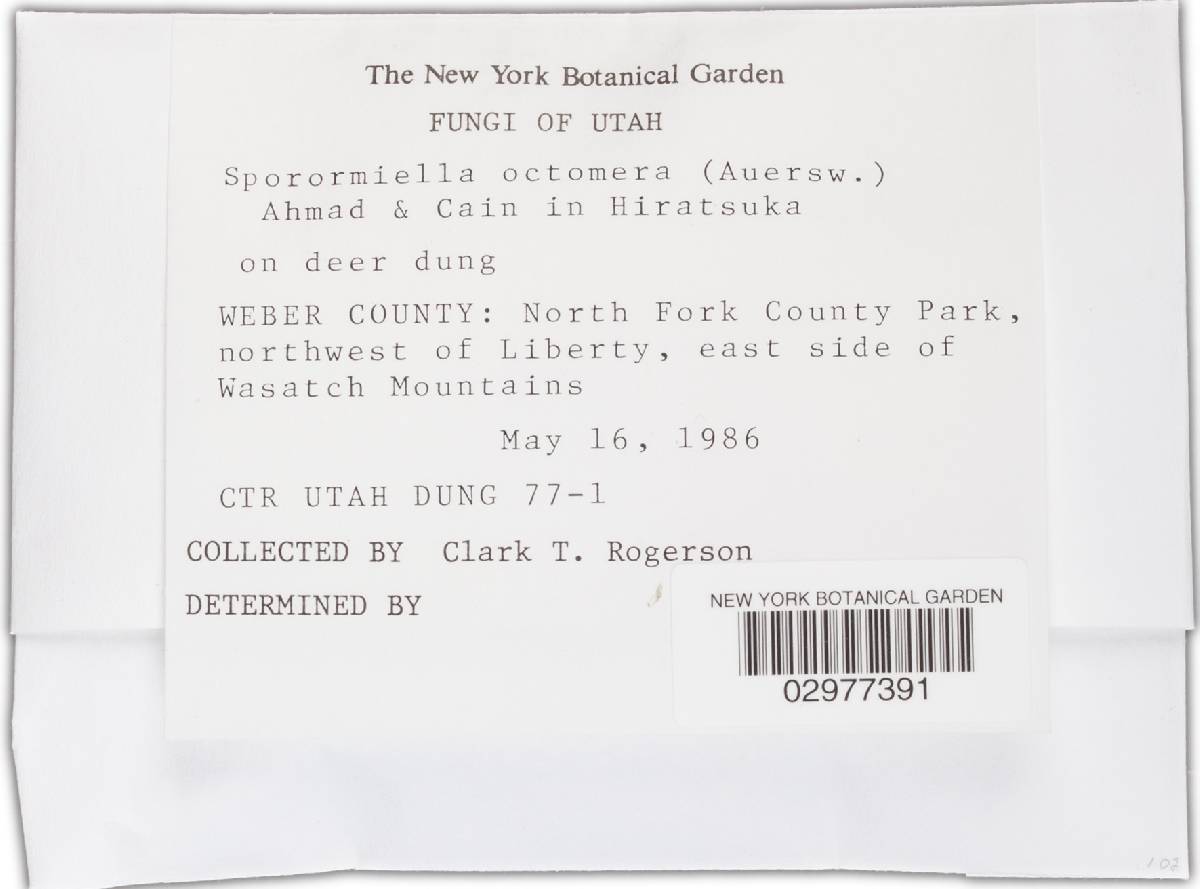 The New York Botanical Garden
FUNGI OF UTAH
Sporormiella octomera (Auersw.)
Ahmad & Cain in Hiratsuka
on deer dung
WEBER COUNTY: North Fork County Park,
northwest of Liberty, east side of
Wasatch Mountains
May 16, 1986
CTR UTAH DUNG 77-1
COLLECTED BY Clark T. Rogerson
DETERMINED BY
NEW YORK BOTANICAL GARDEN
02977391